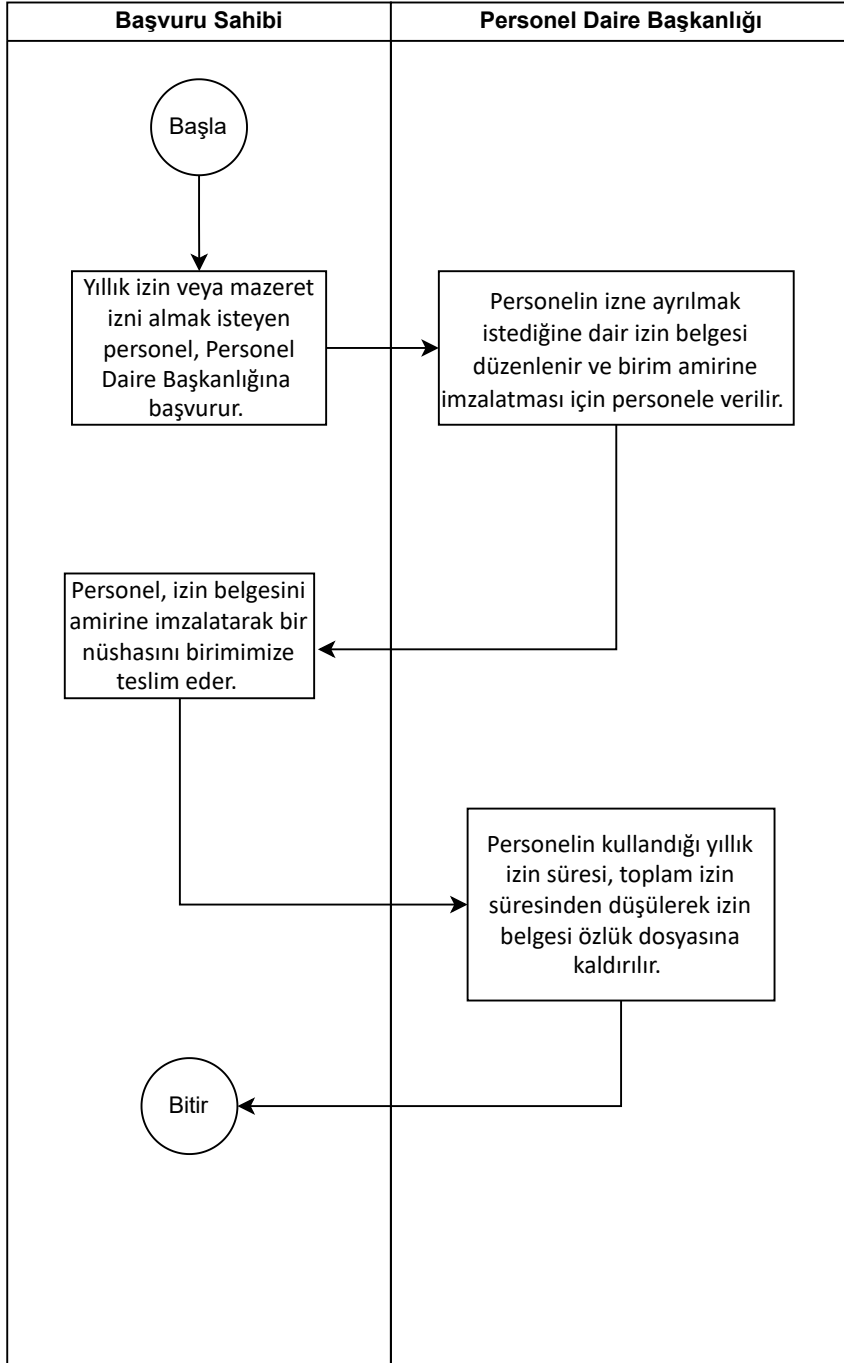 Başvuru Sahibi
Personel Daire Başkanlığı
Başla
Yıllık izin veya mazeret
izni almak isteyen
personel, Personel
Daire Başkanlığına
başvurur.
Personelin izne ayrılmak
istediğine dair izin belgesi
düzenlenir ve birim amirine
imzalatması için personele verilir.
Personel, izin belgesini
amirine imzalatarak bir
nüshasını birimimize
teslim eder.
Personelin kullandığı yıllık
izin süresi, toplam izin
süresinden düşülerek izin
belgesi özlük dosyasına
kaldırılır.
Bitir